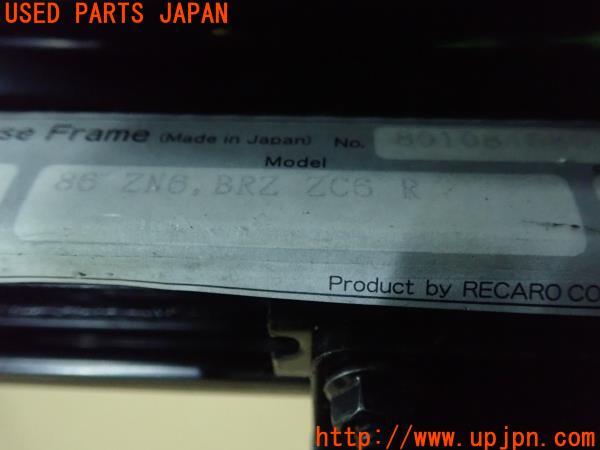 USED PARTS JAPAN
se Frame (Made in Japan) No.
Model
86 ZN6, BRZ ZC6 R
Product by RECARO CO
http://www.upjpn.com